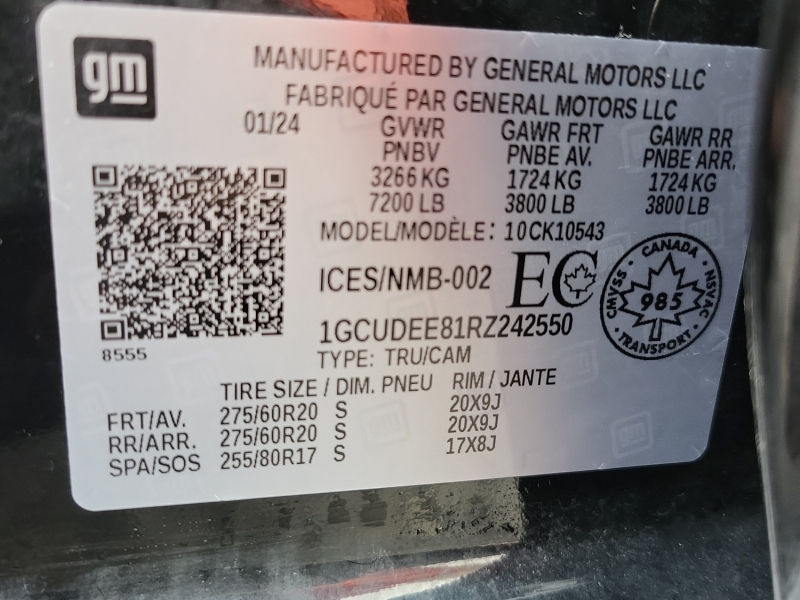 gm
MANUFACTURED BY GENERAL MOTORS LLC
FABRIQUÉ PAR GENERAL MOTORS LLC
01/24 GVWR GAWR FRT GAWR RR
PNBV PNBE AV. PNBE ARR.
3266 KG 1724 KG 1724 KG
7200 LB 3800 LB 3800 LB
MODEL/MODÈLE: 10CK10543
ICES/NMB-002 EC
CANADA
CMVSS 985 NSVAC
TRANSPORT
1GCUDEE81RZ242550
8555
TYPE: TRU/CAM
TIRE SIZE / DIM. PNEU RIM / JANTE
FRT/AV. 275/60R20 S 20X9J
RR/ARR. 275/60R20 S 20X9J
SPA/SOS 255/80R17 S 17X8J
gm